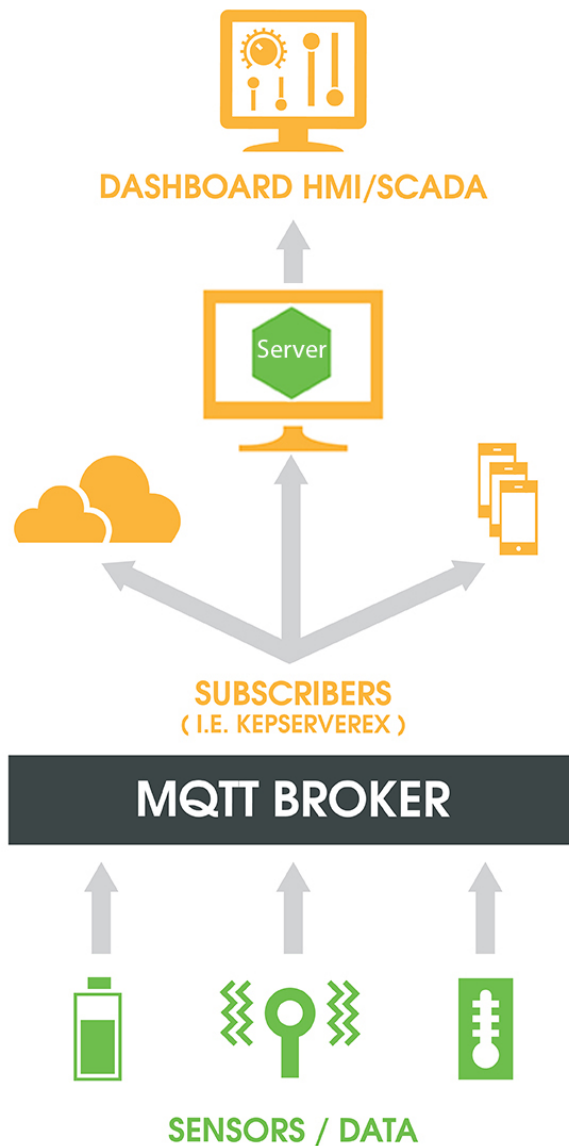 DASHBOARD HMI/SCADA
Server
SUBSCRIBERS
( I.E. KEPSERVEREX )
MQTT BROKER
SENSORS / DATA